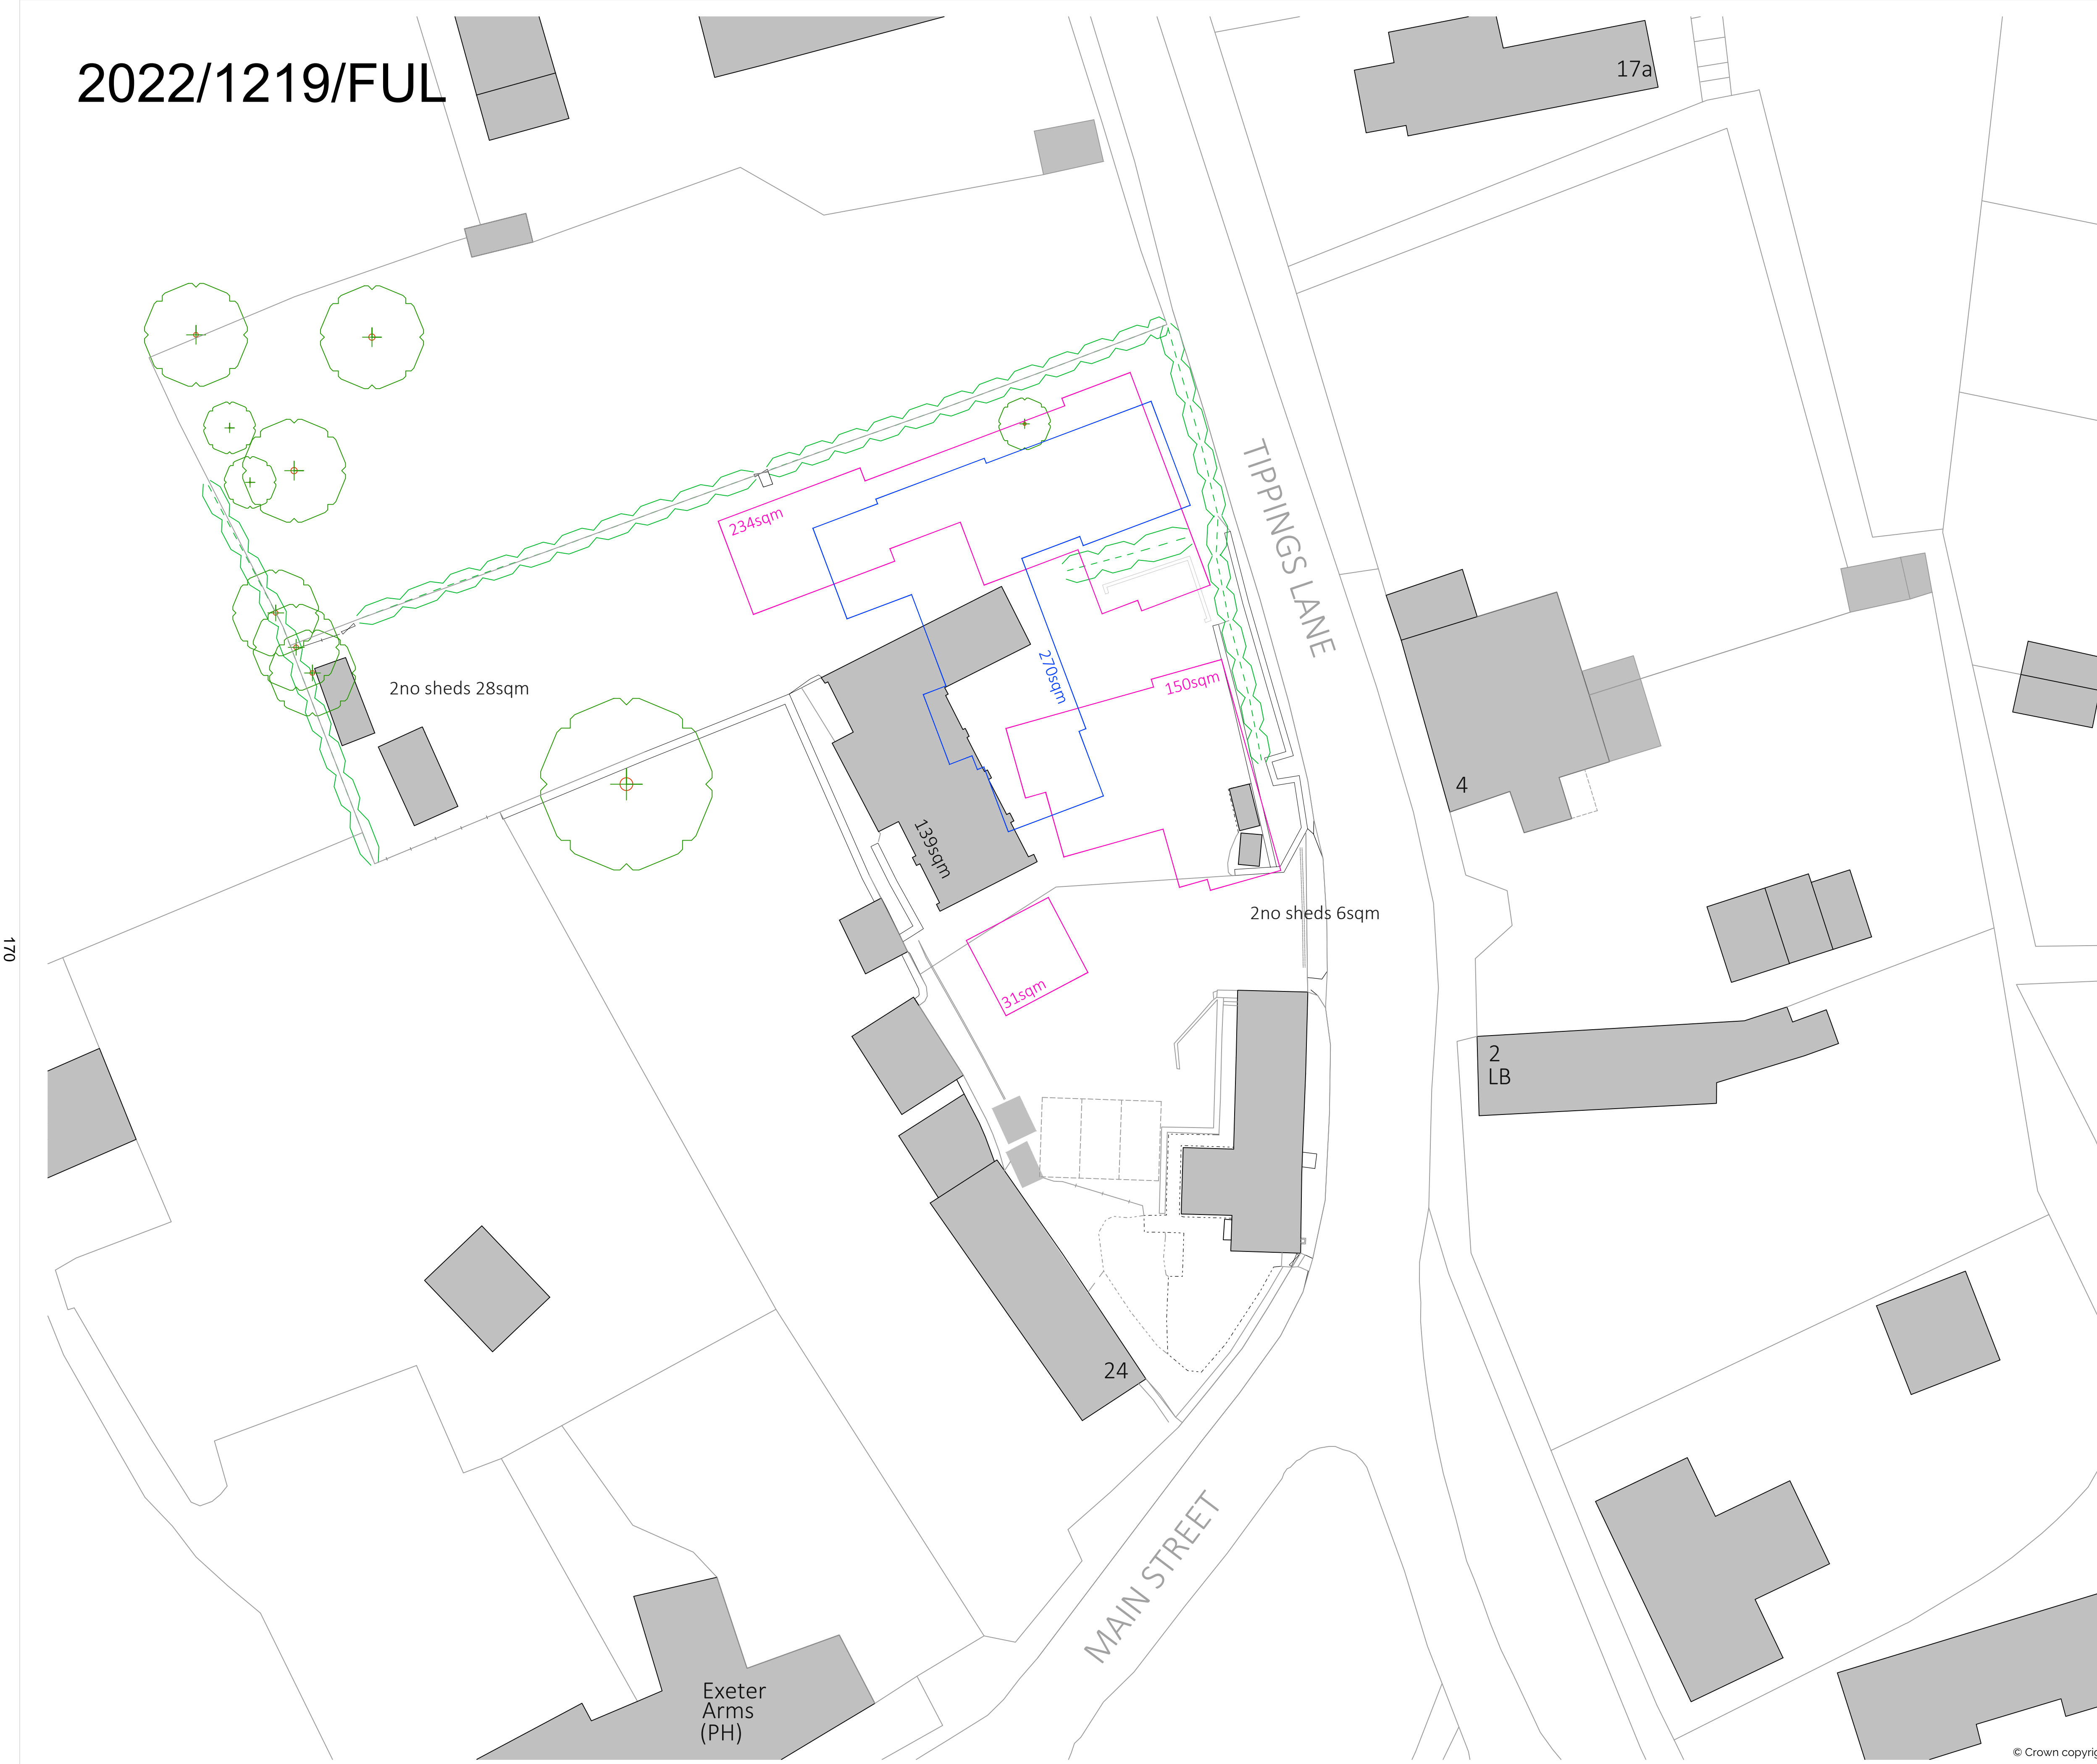 2022/1219/FUL
17a
TIPPINGS LANE
234sqm
270sqm
150sqm
2no sheds 28sqm
4
139sqm
2no sheds 6sqm
170
31sqm
2
LB
24
MAIN STREET
Exeter
Arms
(PH)
© Crown copyri